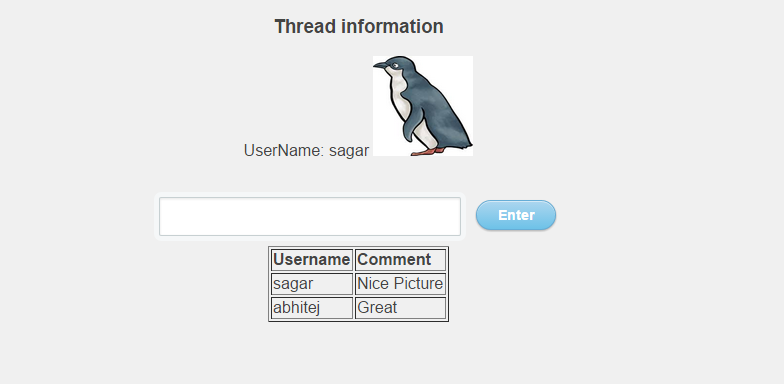 Thread information
UserName: sagar
Enter
Username Comment
sagar Nice Picture
abhitej Great